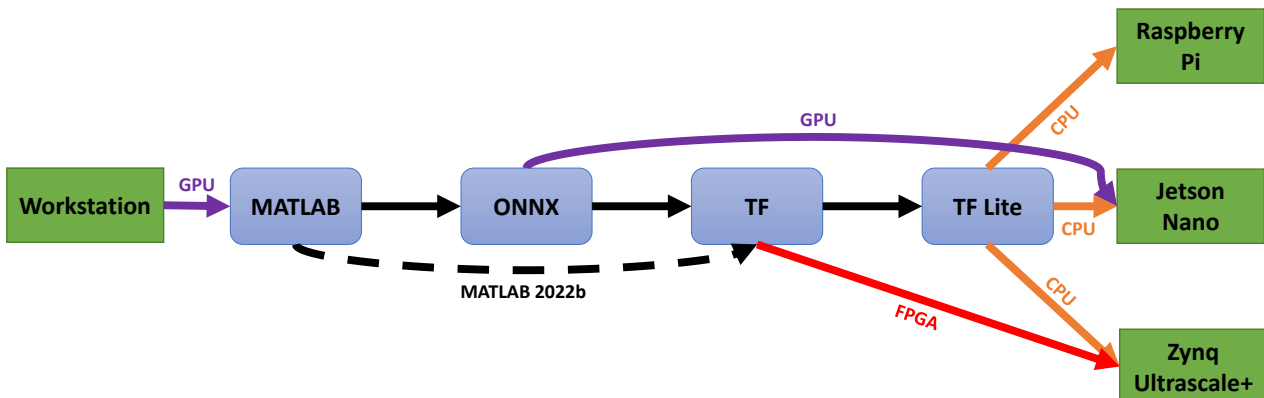 Raspberry
Pi
CPU
GPU
Workstation
GPU
MATLAB
ONNX
TF
TF Lite
CPU
Jetson
Nano
MATLAB 2022b
FPGA
CPU
Zynq
Ultrascale+